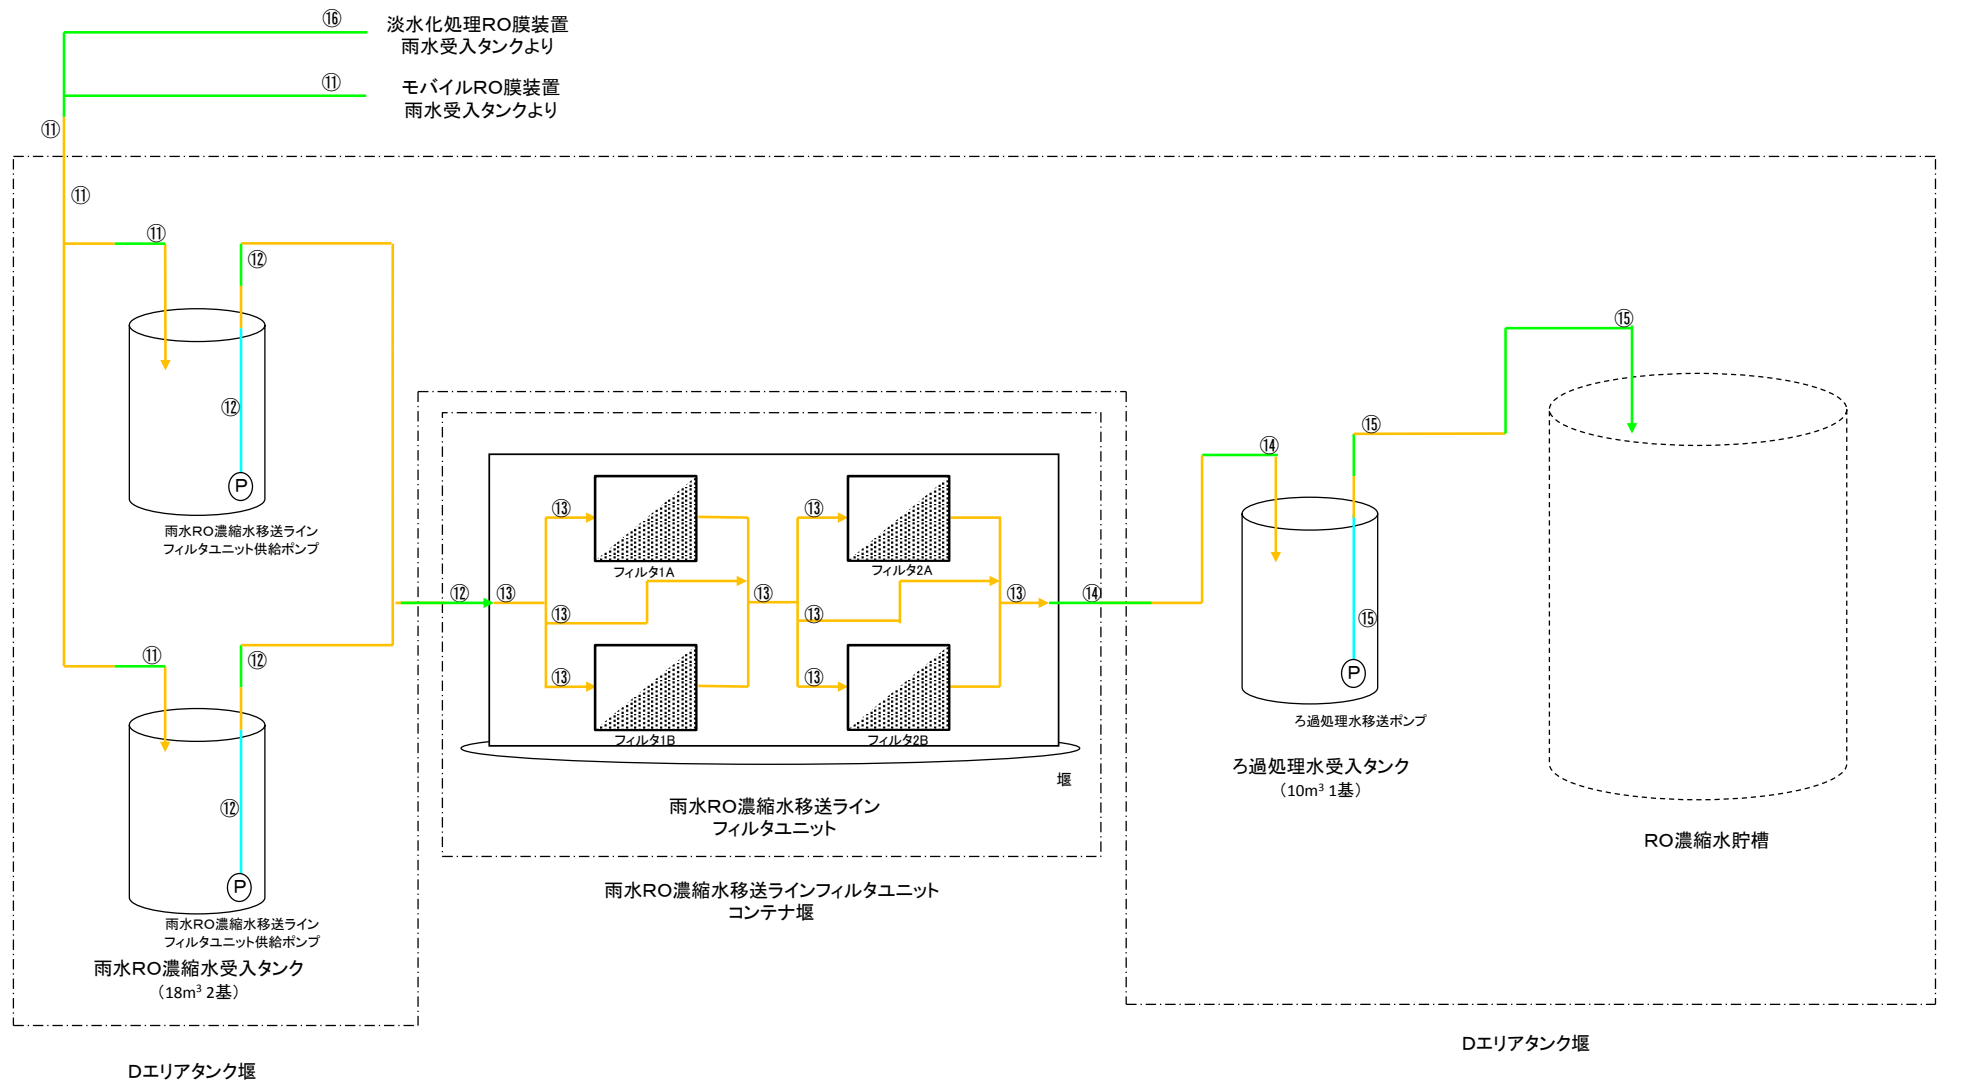 ⑯
淡水化処理RO膜装置
雨水受入タンクより
⑪
モバイルRO膜装置
雨水受入タンクより
⑪
⑪
⑪
⑫
⑫
P
雨水RO濃縮水移送ライン
フィルタユニット供給ポンプ
⑪
⑫
⑫
P
雨水RO濃縮水移送ライン
フィルタユニット供給ポンプ
雨水RO濃縮水受入タンク
（18m³ 2基）
Dエリアタンク堰
⑫
⑬
⑬
フィルタ1A
⑬
⑬
フィルタ1B
⑬
⑬
フィルタ2A
⑬
⑬
フィルタ2B
⑬
⑭
堰
雨水RO濃縮水移送ライン
フィルタユニット
雨水RO濃縮水移送ラインフィルタユニット
コンテナ堰
⑭
⑮
⑮
⑮
P
ろ過処理水移送ポンプ
ろ過処理水受入タンク
（10m³ 1基）
RO濃縮水貯槽
Dエリアタンク堰